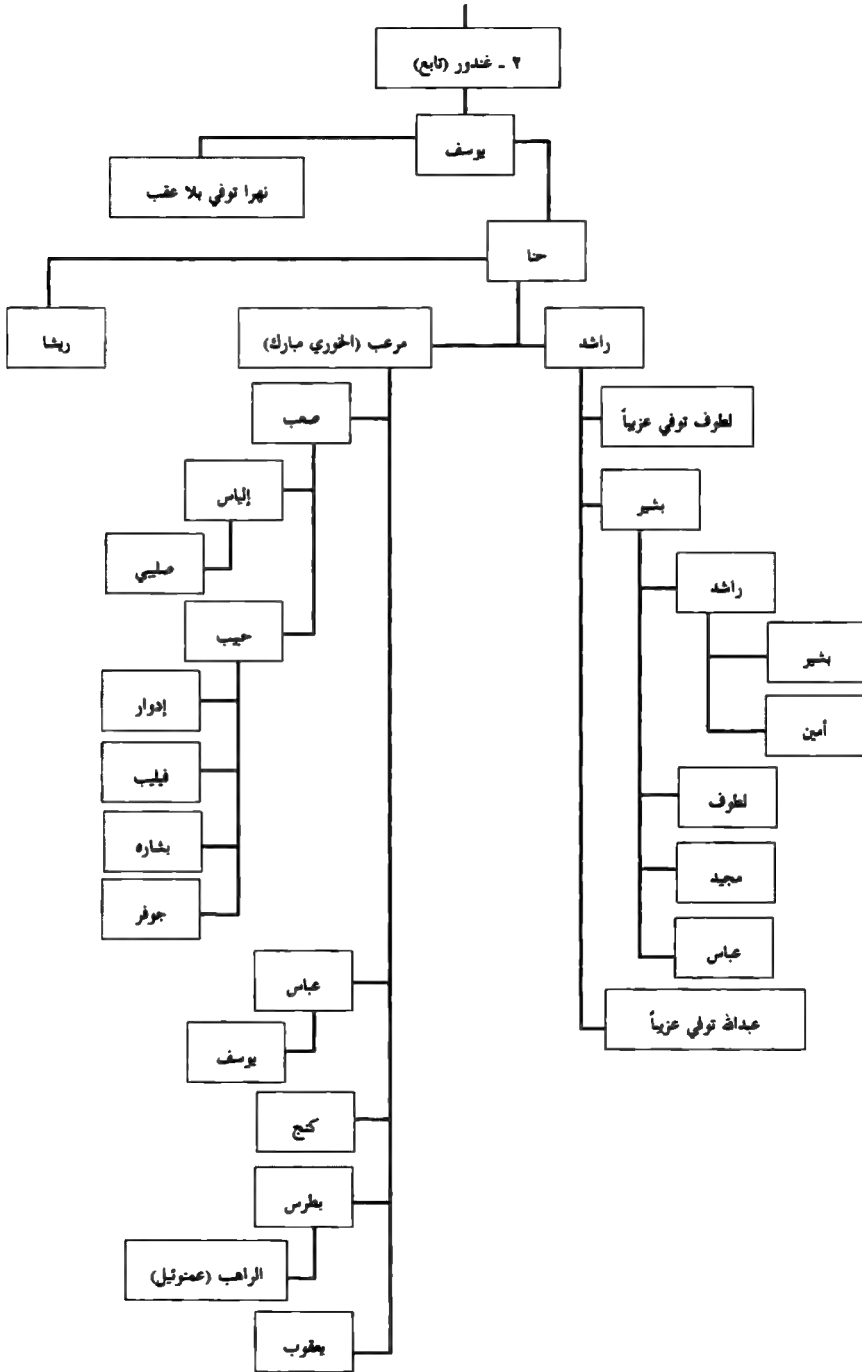 ٢ ـ غندور (تابع)
يوسف
نهرا توفي بلا عقب
حنا
ريشا
راشد
مرعب (الخوري مبارك)
لطوف توفي عزيباً
بشير
راشد
بشير
أمين
لطوف
مجيد
عباس
عبدالله توفي عزيباً
صعب
إلياس
صليبي
حبيب
إدوار
فيليب
بشاره
جوفر
عباس
يوسف
كنج
بطرس
الراهب (عمنوئيل)
يعقوب